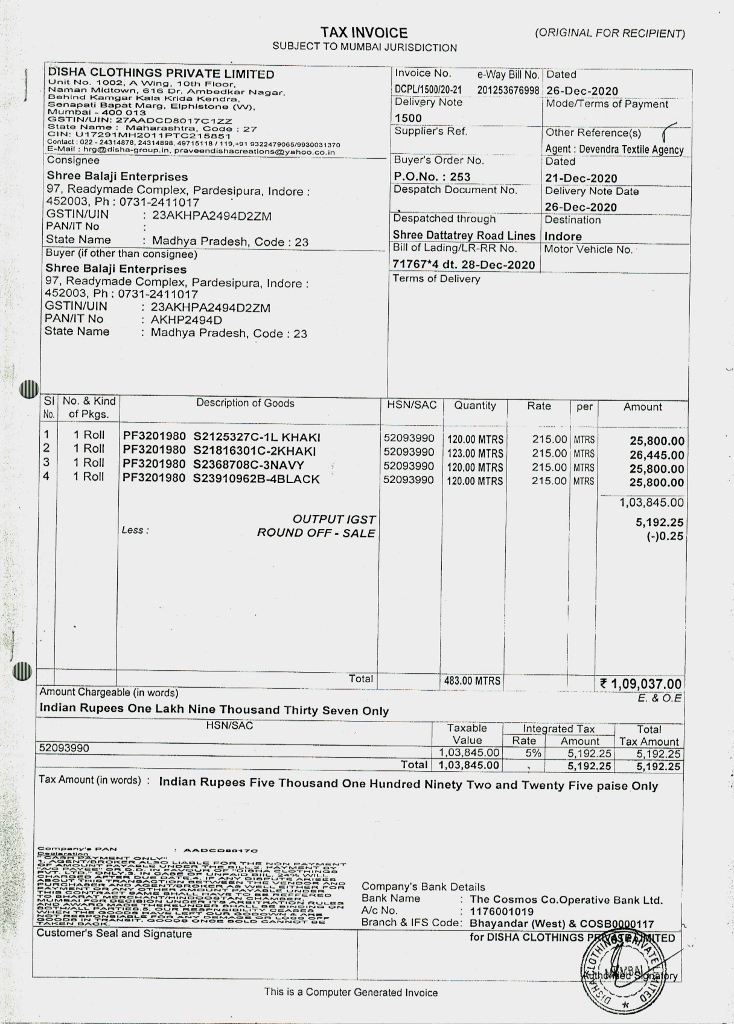 TAX INVOICE
(ORIGINAL FOR RECIPIENT)
SUBJECT TO MUMBAI JURISDICTION
DISHA CLOTHINGS PRIVATE LIMITED
Unit No. 1002, A Wing, 10th Floor,
Naman Midtown, 616 Dr. Ambedkar Nagar,
Behind Kamgar Kala Krida Kendra,
Senapati Bapat Marg, Elphistone (W),
Mumbai - 400 013
GSTIN/UIN: 27AADCD8017C1ZZ
State Name : Maharashtra, Code : 27
CIN: U17291MH2011PTC215851
Contact : 022 - 24314878, 24314898, 49715118 / 119,+91 9322479065/9930031370
E-Mail : hrg@disha-group.in, praveendishacreations@yahoo.co.in
Invoice No. e-Way Bill No. Dated
DCPL/1500/20-21 201253676998 26-Dec-2020
Delivery Note Mode/Terms of Payment
1500
Supplier's Ref. Other Reference(s)
Agent : Devendra Textile Agency
Buyer's Order No. Dated
P.O.No. : 253 21-Dec-2020
Despatch Document No. Delivery Note Date
26-Dec-2020
Despatched through Destination
Shree Dattatrey Road Lines Indore
Bill of Lading/LR-RR No. Motor Vehicle No.
71767*4 dt. 28-Dec-2020
Terms of Delivery
Consignee
Shree Balaji Enterprises
97, Readymade Complex, Pardesipura, Indore :
452003, Ph : 0731-2411017
GSTIN/UIN : 23AKHPA2494D2ZM
PAN/IT No :
State Name : Madhya Pradesh, Code : 23
Buyer (if other than consignee)
Shree Balaji Enterprises
97, Readymade Complex, Pardesipura, Indore :
452003, Ph : 0731-2411017
GSTIN/UIN : 23AKHPA2494D2ZM
PAN/IT No : AKHP2494D
State Name : Madhya Pradesh, Code : 23
Sl No. No. & Kind of Pkgs. Description of Goods HSN/SAC Quantity Rate per Amount
1 1 Roll PF3201980 S2125327C-1L KHAKI 52093990 120.00 MTRS 215.00 MTRS 25,800.00
2 1 Roll PF3201980 S21816301C-2KHAKI 52093990 123.00 MTRS 215.00 MTRS 26,445.00
3 1 Roll PF3201980 S2368708C-3NAVY 52093990 120.00 MTRS 215.00 MTRS 25,800.00
4 1 Roll PF3201980 S23910962B-4BLACK 52093990 120.00 MTRS 215.00 MTRS 25,800.00
1,03,845.00
OUTPUT IGST 5,192.25
Less : ROUND OFF - SALE (-)0.25
Total 483.00 MTRS ₹ 1,09,037.00
Amount Chargeable (in words) E. & O.E
Indian Rupees One Lakh Nine Thousand Thirty Seven Only
HSN/SAC Taxable Value Integrated Tax Rate Amount Total Tax Amount
52093990 1,03,845.00 5% 5,192.25 5,192.25
Total 1,03,845.00 5,192.25 5,192.25
Tax Amount (in words) : Indian Rupees Five Thousand One Hundred Ninety Two and Twenty Five paise Only
Company's PAN : AADCD8017C
Declaration
"CASH PAYMENT ONLY"
Company's Bank Details
Bank Name : The Cosmos Co.Operative Bank Ltd.
A/c No. : 1176001019
Branch & IFS Code: Bhayandar (West) & COSB0000117
Customer's Seal and Signature
for DISHA CLOTHINGS PRIVATE LIMITED
DISHA CLOTHINGS PRIVATE LIMITED
MUMBAI
Authorised Signatory
This is a Computer Generated Invoice